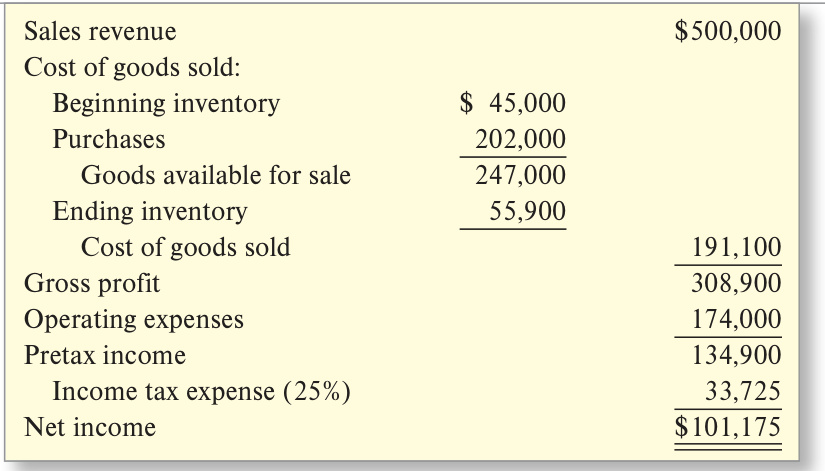 Sales revenue $500,000
Cost of goods sold:
Beginning inventory $ 45,000
Purchases 202,000
Goods available for sale 247,000
Ending inventory 55,900
Cost of goods sold 191,100
Gross profit 308,900
Operating expenses 174,000
Pretax income 134,900
Income tax expense (25%) 33,725
Net income $101,175